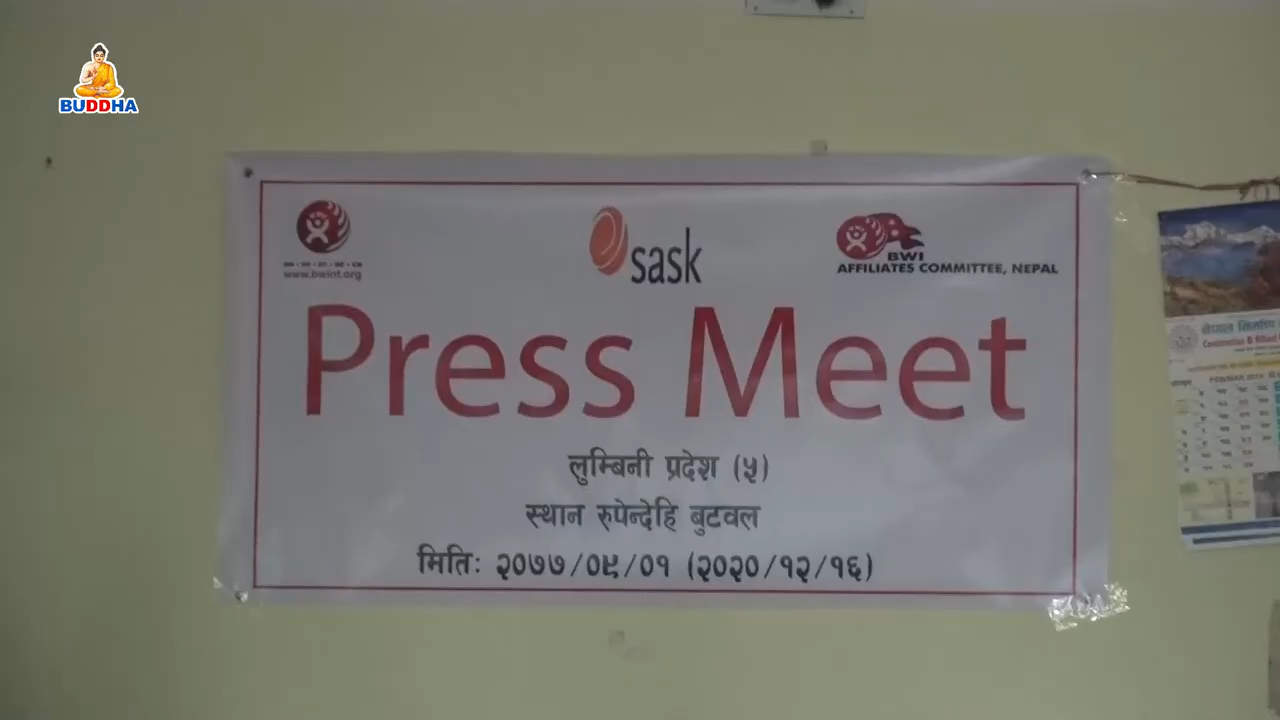 BUDDHA
www.bwint.org
sask
BWI
AFFILIATES COMMITTEE, NEPAL
Press Meet
लुम्बिनी प्रदेश (५)
स्थान रुपेन्देहि बुटवल
मितिः २०७७/०९/०१ (२०२०/१२/१६)
नेपाल निर्माण